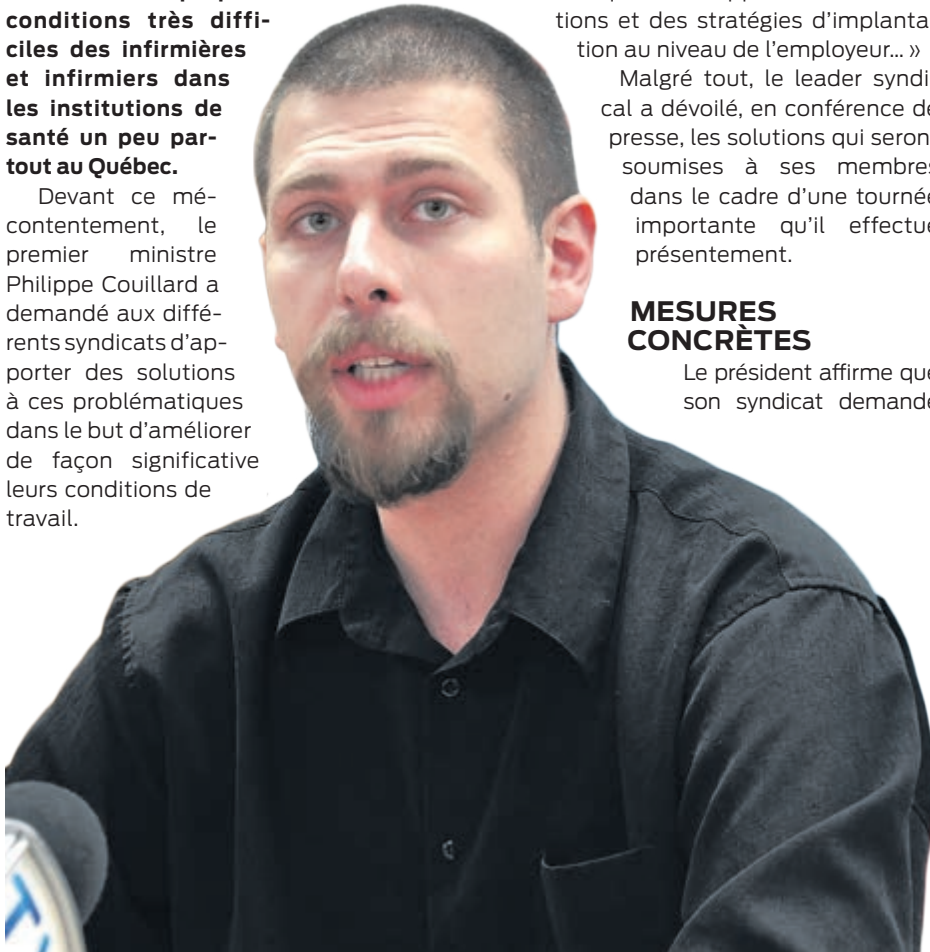 conditions très diffi-
ciles des infirmières
et infirmiers dans
les institutions de
santé un peu par-
tout au Québec.
Devant ce mé-
contentement, le
premier ministre
Philippe Couillard a
demandé aux diffé-
rents syndicats d’ap-
porter des solutions
à ces problématiques
dans le but d’améliorer
de façon significative
leurs conditions de
travail.
tions et des stratégies d’implanta
tion au niveau de l’employeur... »
Malgré tout, le leader syndi
cal a dévoilé, en conférence de
presse, les solutions qui seron
soumises à ses membres
dans le cadre d’une tournée
importante qu’il effectue
présentement.
MESURES
CONCRÈTES
Le président affirme que
son syndicat demande